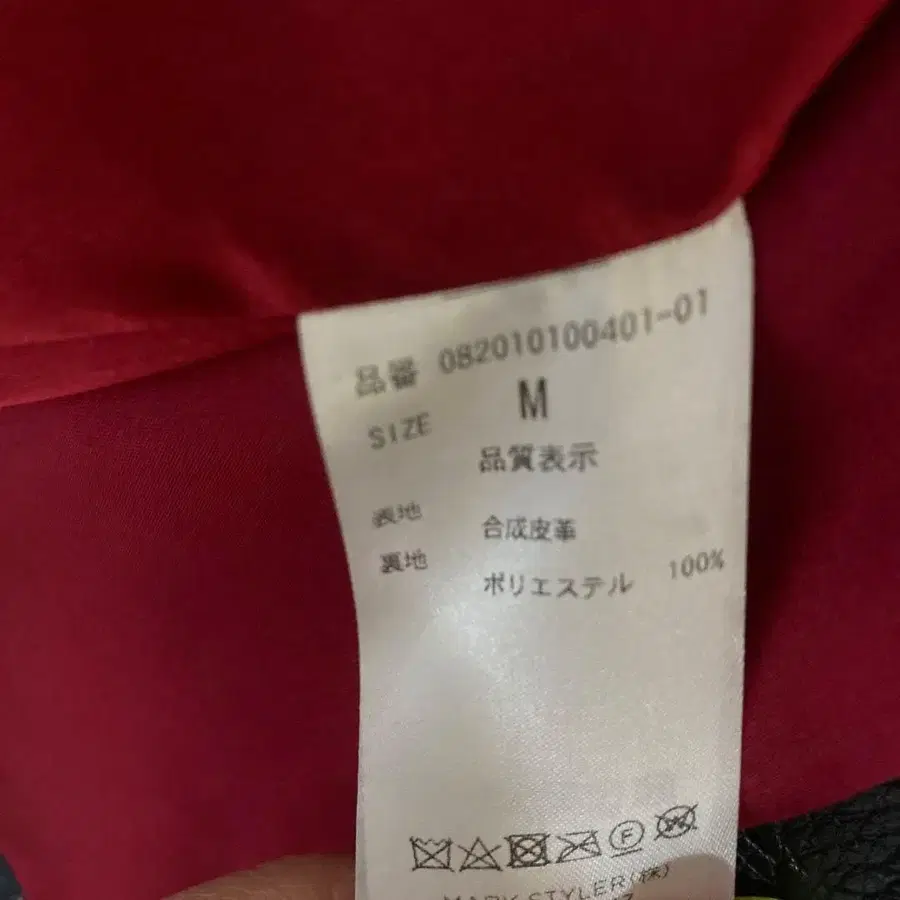 品番 082010100401-01
SIZE M
品質表示
表地 合成皮革
裏地 ポリエステル 100%
F W
MARK STYLER(株)